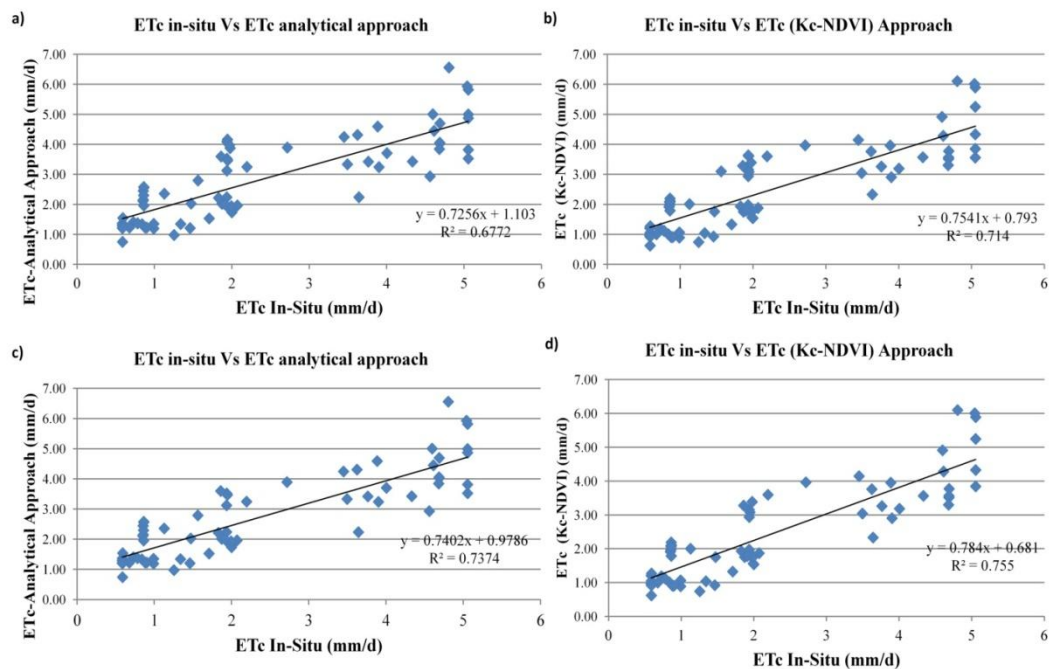 a)
ETc in-situ Vs ETc analytical approach
ETc-Analytical Approach (mm/d)
7.00
6.00
5.00
4.00
3.00
2.00
1.00
0.00
y = 0.7256x + 1.103
R² = 0.6772
0 1 2 3 4 5 6
ETc In-Situ (mm/d)
b)
ETc in-situ Vs ETc (Kc-NDVI) Approach
ETc (Kc-NDVI) (mm/d)
7.00
6.00
5.00
4.00
3.00
2.00
1.00
0.00
y = 0.7541x + 0.793
R² = 0.714
0 1 2 3 4 5 6
ETc In-Situ (mm/d)
c)
ETc in-situ Vs ETc analytical approach
ETc-Analytical Approach (mm/d)
7.00
6.00
5.00
4.00
3.00
2.00
1.00
0.00
y = 0.7402x + 0.9786
R² = 0.7374
0 1 2 3 4 5 6
ETc In-Situ (mm/d)
d)
ETc in-situ Vs ETc (Kc-NDVI) Approach
ETc (Kc-NDVI) (mm/d)
7.00
6.00
5.00
4.00
3.00
2.00
1.00
0.00
y = 0.784x + 0.681
R² = 0.755
0 1 2 3 4 5 6
ETc In-Situ (mm/d)